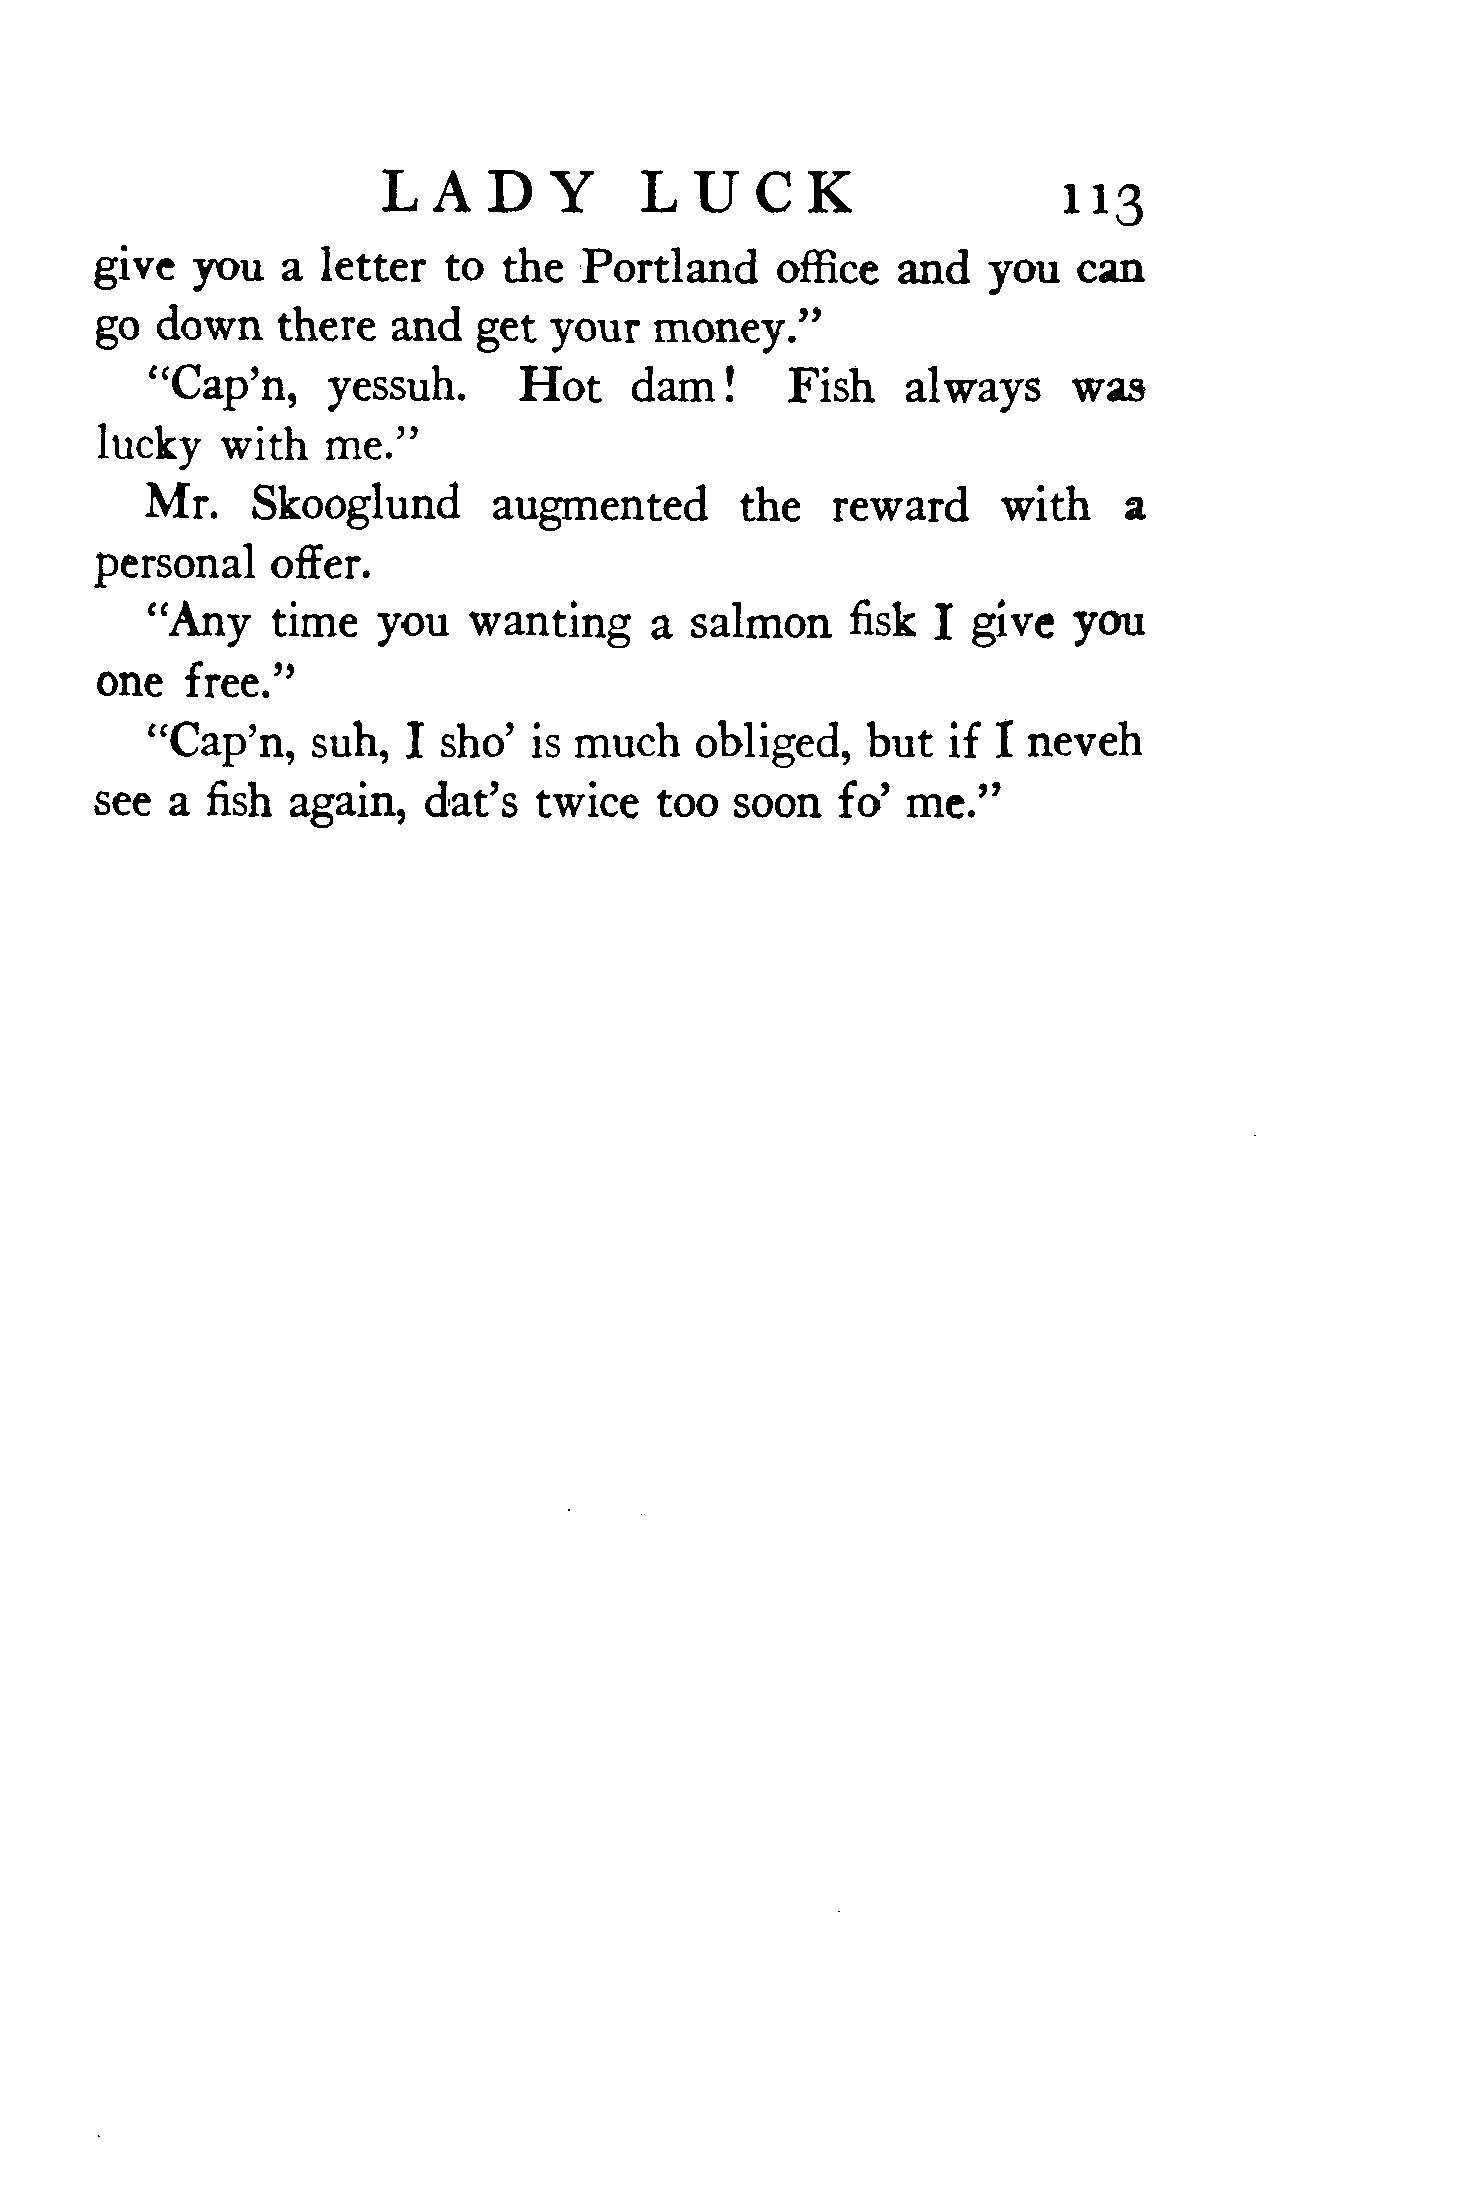 LADY LUCK 113
give you a letter to the Portland office and you can
go down there and get your money."
"Cap'n, yessuh. Hot dam! Fish always was
lucky with me."
Mr. Skooglund augmented the reward with a
personal offer.
"Any time you wanting a salmon fisk I give you
one free."
"Cap'n, suh, I sho' is much obliged, but if I neveh
see a fish again, dat's twice too soon fo' me."